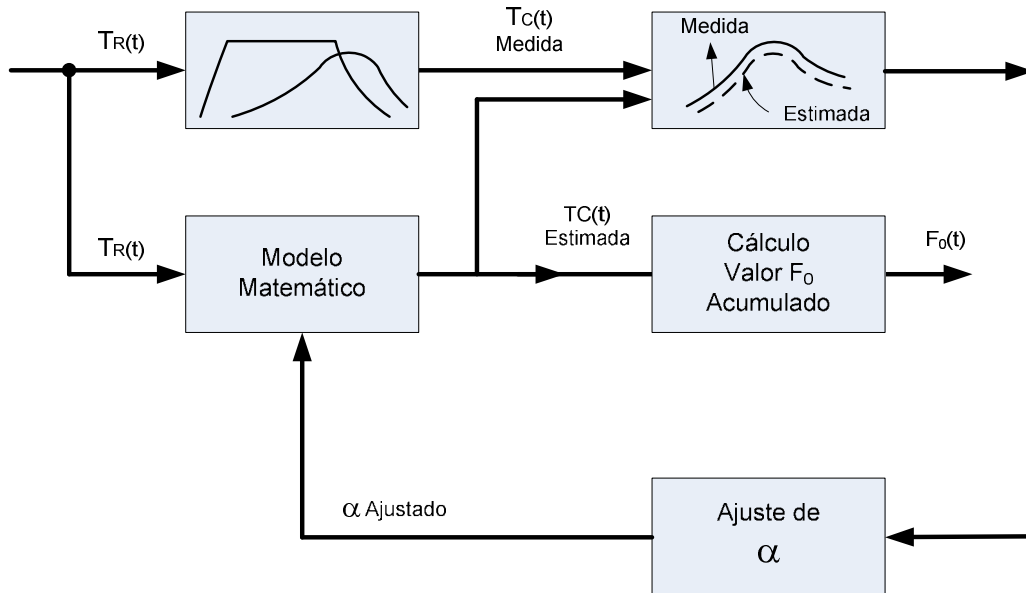 TR(t)
TC(t)
Medida
Medida
Estimada
TR(t)
Modelo
Matemático
TC(t)
Estimada
Cálculo
Valor F0
Acumulado
F0(t)
α Ajustado
Ajuste de
α